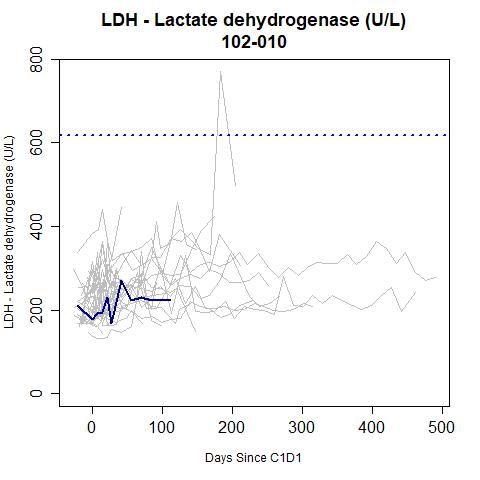 LDH - Lactate dehydrogenase (U/L)
102-010
LDH - Lactate dehydrogenase (U/L)
800
600
400
200
0
0 100 200 300 400 500
Days Since C1D1